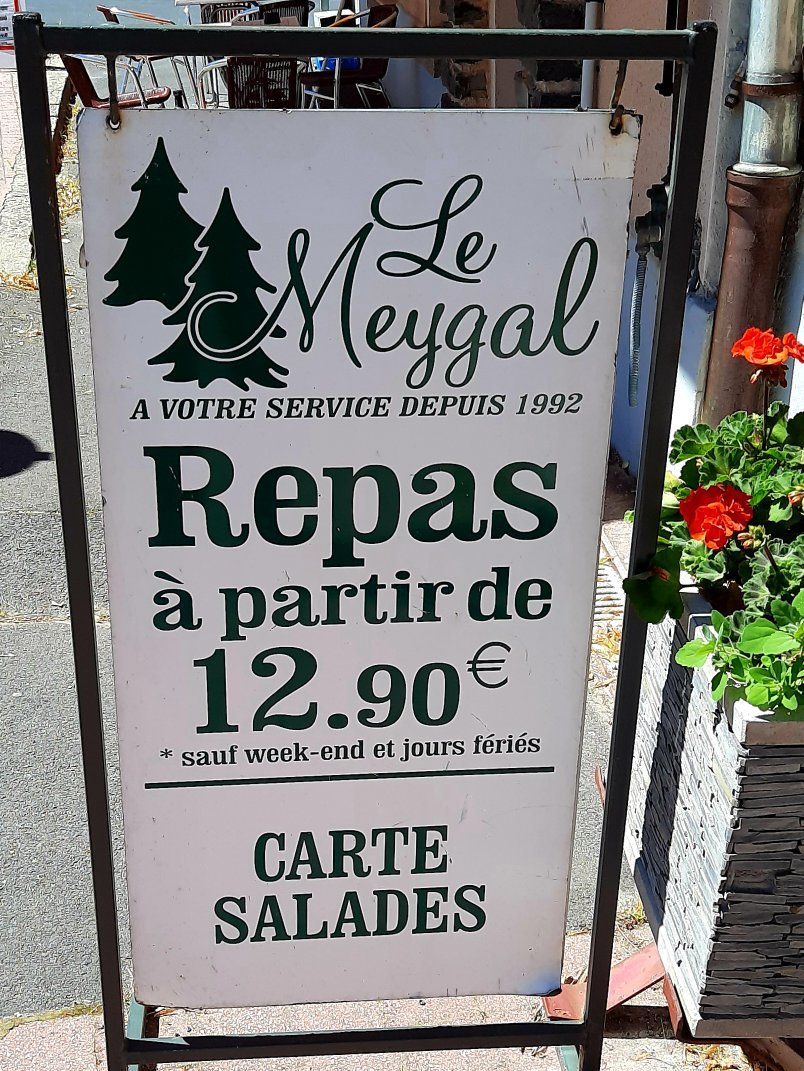 Le
Meygal
A VOTRE SERVICE DEPUIS 1992
Repas
à partir de
12.90€
* sauf week-end et jours fériés
CARTE
SALADES